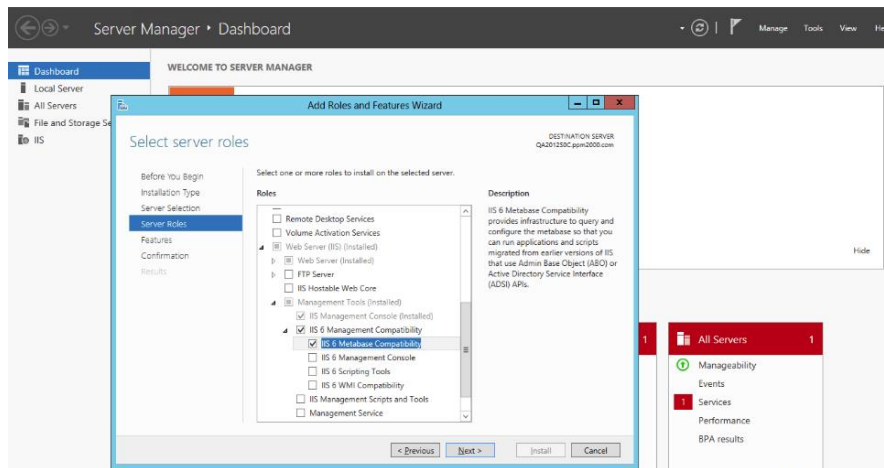 Server Manager • Dashboard
Manage Tools View He
Dashboard
Local Server
All Servers
File and Storage Se
IIS
WELCOME TO SERVER MANAGER
Add Roles and Features Wizard
Select server roles
DESTINATION SERVER
QA201250C.ppm2000.com
Before You Begin
Installation Type
Server Selection
Server Roles
Features
Confirmation
Results
Select one or more roles to install on the selected server.
Roles
Remote Desktop Services
Volume Activation Services
Web Server (IIS) (Installed)
Web Server (Installed)
FTP Server
IIS Hostable Web Core
Management Tools (Installed)
IIS Management Console (Installed)
IIS 6 Management Compatibility
IIS 6 Metabase Compatibility
IIS 6 Management Console
IIS 6 Scripting Tools
IIS 6 WMI Compatibility
IIS Management Scripts and Tools
Management Service
Description
IIS 6 Metabase Compatibility
provides infrastructure to query and
configure the metabase so that you
can run applications and scripts
migrated from earlier versions of IIS
that use Admin Base Object (ABO) or
Active Directory Service Interface
(ADSI) APIs.
< Previous Next > Install Cancel
Hide
1
All Servers 1
Manageability
Events
1 Services
Performance
BPA results